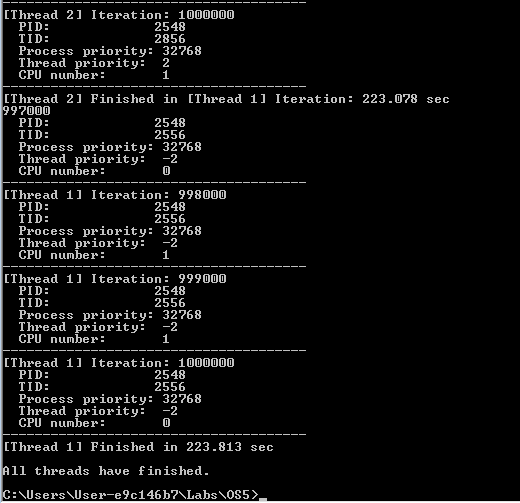 ----------------------------------------
[Thread 2] Iteration: 1000000
PID: 2548
TID: 2856
Process priority: 32768
Thread priority: 2
CPU number: 1
----------------------------------------
[Thread 2] Finished in [Thread 1] Iteration: 223.078 sec
997000
PID: 2548
TID: 2556
Process priority: 32768
Thread priority: -2
CPU number: 0
----------------------------------------
[Thread 1] Iteration: 998000
PID: 2548
TID: 2556
Process priority: 32768
Thread priority: -2
CPU number: 1
----------------------------------------
[Thread 1] Iteration: 999000
PID: 2548
TID: 2556
Process priority: 32768
Thread priority: -2
CPU number: 1
----------------------------------------
[Thread 1] Iteration: 1000000
PID: 2548
TID: 2556
Process priority: 32768
Thread priority: -2
CPU number: 0
----------------------------------------
[Thread 1] Finished in 223.813 sec
All threads have finished.
C:\Users\User-e9c146b7\Labs\OS5>_